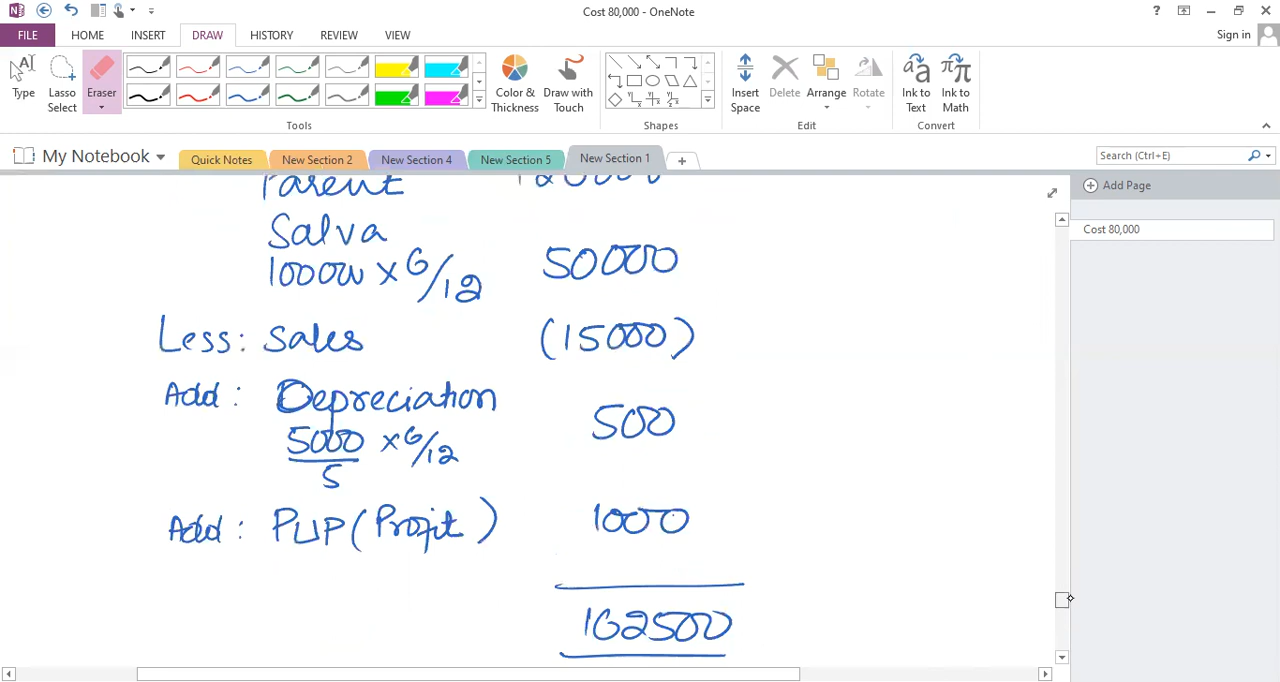 Cost 80,000 - OneNote
Sign in
FILE HOME INSERT DRAW HISTORY REVIEW VIEW
Type Lasso Select Eraser Color & Thickness Draw with Touch Insert Space Delete Arrange Rotate Ink to Text Ink to Math
Tools Shapes Edit Convert
My Notebook Quick Notes New Section 2 New Section 4 New Section 5 New Section 1 Search (Ctrl+E)
Add Page
Cost 80,000
Parent 120000
Salva
100000 x 6/12 50000
Less: Sales (15000)
Add: Depreciation
5000/5 x 6/12 500
Add: PUP (Profit) 1000
162500